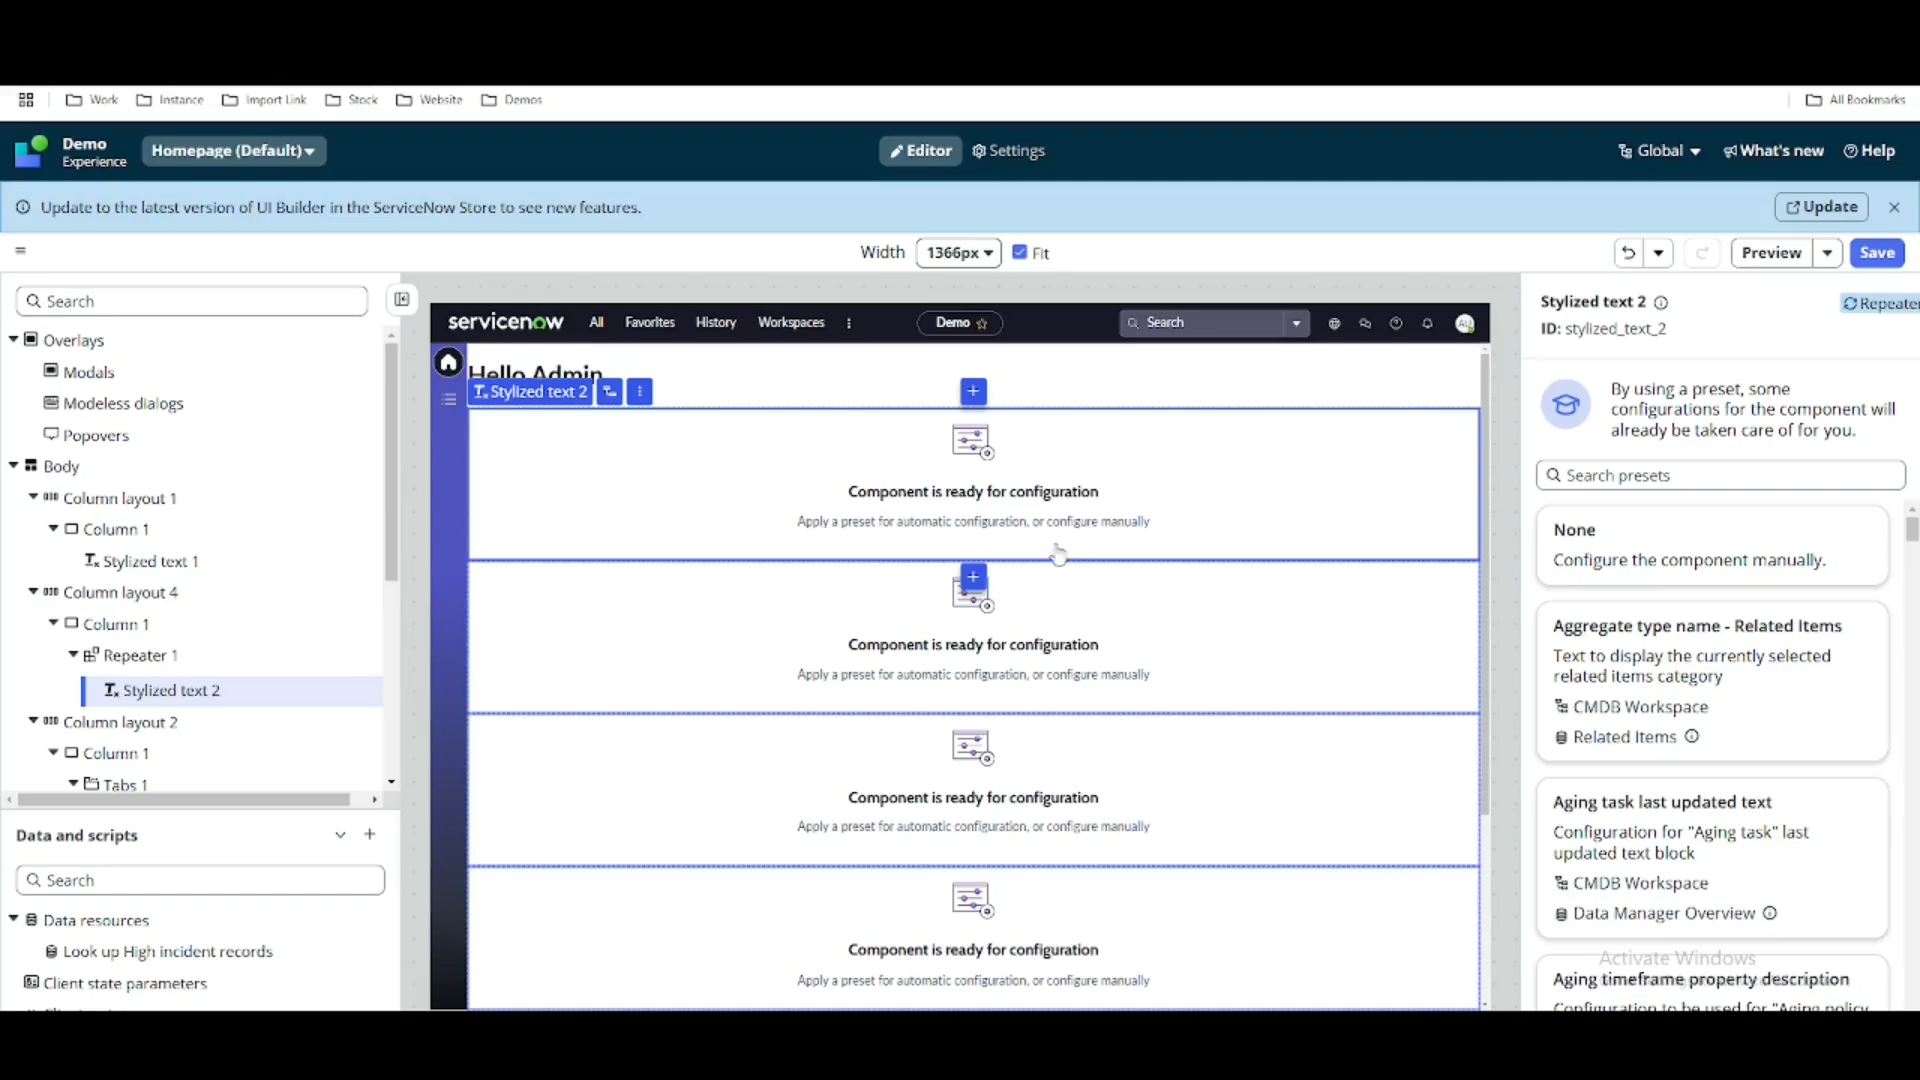 Work
Instance
Import Link
Stock
Website
Demos
All Bookmarks
Demo
Experience
Homepage (Default)
Editor
Settings
Global
What's new
Help
Update to the latest version of UI Builder in the ServiceNow Store to see new features.
Update
Width
1366px
Fit
Preview
Save
Search
Overlays
Modals
Modeless dialogs
Popovers
Body
Column layout 1
Column 1
Stylized text 1
Column layout 4
Column 1
Repeater 1
Stylized text 2
Column layout 2
Column 1
Tabs 1
Data and scripts
Search
Data resources
Look up High incident records
Client state parameters
servicenow
All
Favorites
History
Workspaces
Demo
Search
AU
Hello Admin
Stylized text 2
Component is ready for configuration
Apply a preset for automatic configuration, or configure manually
Component is ready for configuration
Apply a preset for automatic configuration, or configure manually
Component is ready for configuration
Apply a preset for automatic configuration, or configure manually
Component is ready for configuration
Apply a preset for automatic configuration, or configure manually
Stylized text 2
Repeater
ID: stylized_text_2
By using a preset, some
configurations for the component will
already be taken care of for you.
Search presets
None
Configure the component manually.
Aggregate type name - Related Items
Text to display the currently selected
related items category
CMDB Workspace
Related Items
Aging task last updated text
Configuration for "Aging task" last
updated text block
CMDB Workspace
Data Manager Overview
Activate Windows
Aging timeframe property description
Configuration to be used for "Aging policy